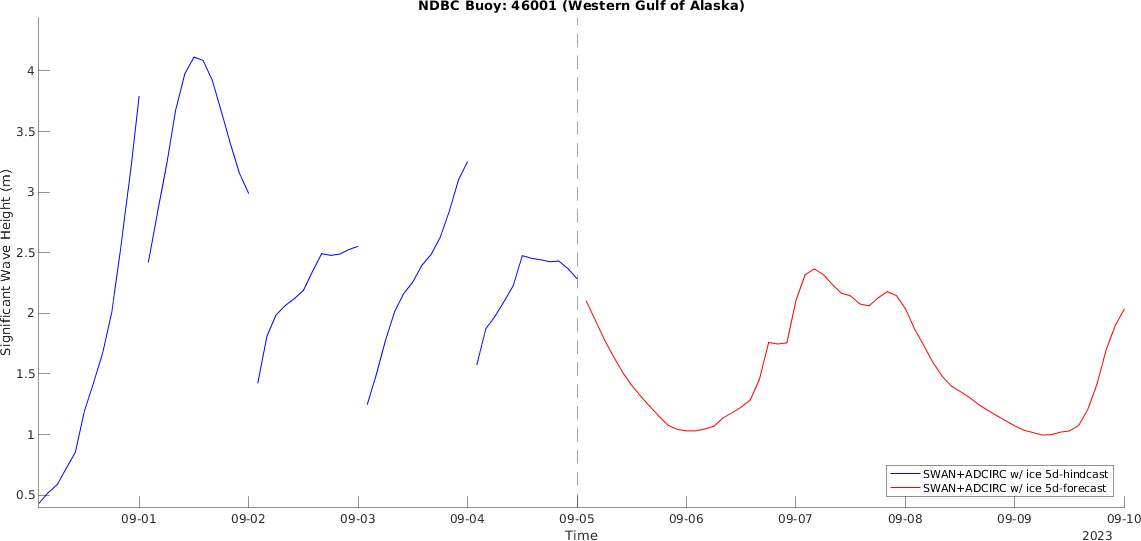 NDBC Buoy: 46001 (Western Gulf of Alaska)
Significant Wave Height (m)
4
3.5
3
2.5
2
1.5
1
0.5
09-01 09-02 09-03 09-04 09-05 09-06 09-07 09-08 09-09 09-10
Time
2023
SWAN+ADCIRC w/ ice 5d-hindcast
SWAN+ADCIRC w/ ice 5d-forecast